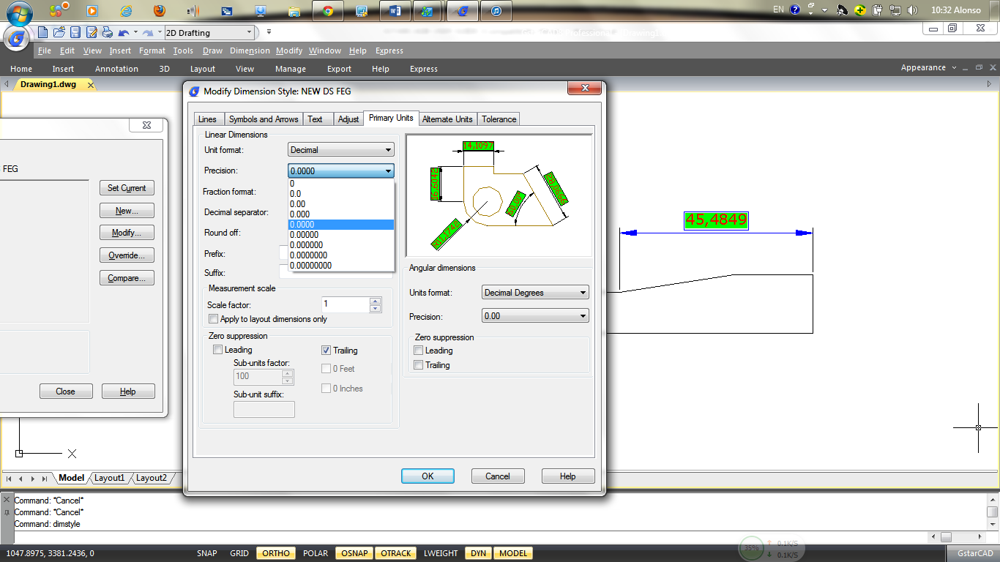 EN
10:32 Alonso
2D Drafting
File Edit View Insert Format Tools Draw Dimension Modify Window Help Express
Home Insert Annotation 3D Layout View Manage Export Help Express
Appearance
Drawing1.dwg
Modify Dimension Style: NEW DS FEG
Lines Symbols and Arrows Text Adjust Primary Units Alternate Units Tolerance
Linear Dimensions
Unit format: Decimal
Precision: 0.0000
0
0.0
0.00
0.000
0.0000
0.00000
0.000000
0.0000000
0.00000000
Fraction format:
Decimal separator:
Round off:
Prefix:
Suffix:
Measurement scale
Scale factor: 1
Apply to layout dimensions only
Zero suppression
Leading
Trailing
Sub-units factor:
100
0 Feet
0 Inches
Sub-unit suffix:
14,1097
Angular dimensions
Units format: Decimal Degrees
Precision: 0.00
Zero suppression
Leading
Trailing
OK Cancel Help
FEG
Set Current
New...
Modify...
Override...
Compare...
Close Help
45,4849
X
Model Layout1 Layout2
Command: *Cancel*
Command: *Cancel*
Command: dimstyle
1047.8975, 3381.2436, 0
SNAP GRID ORTHO POLAR OSNAP OTRACK LWEIGHT DYN MODEL
35%
0.1K/S
0.1K/S
GstarCAD